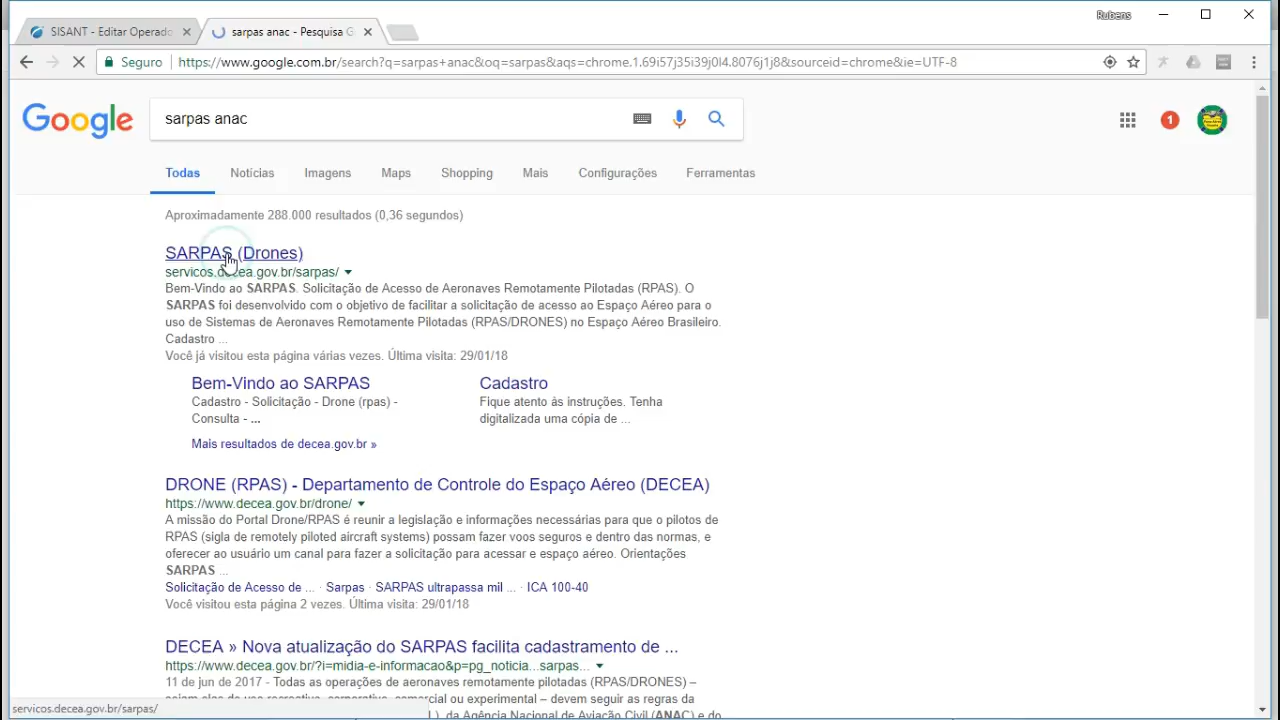 Rubens
SISANT - Editar Operado
sarpas anac - Pesquisa G
Seguro
https://www.google.com.br/search?q=sarpas+anac&oq=sarpas&aqs=chrome.1.69i57j35i39j0l4.8076j1j8&sourceid=chrome&ie=UTF-8
Google
sarpas anac
1
Todas Notícias Imagens Maps Shopping Mais Configurações Ferramentas
Aproximadamente 288.000 resultados (0,36 segundos)
SARPAS (Drones)
servicos.decea.gov.br/sarpas/
Bem-Vindo ao SARPAS. Solicitação de Acesso de Aeronaves Remotamente Pilotadas (RPAS). O
SARPAS foi desenvolvido com o objetivo de facilitar a solicitação de acesso ao Espaço Aéreo para o
uso de Sistemas de Aeronaves Remotamente Pilotadas (RPAS/DRONES) no Espaço Aéreo Brasileiro.
Cadastro ...
Você já visitou esta página várias vezes. Última visita: 29/01/18
Bem-Vindo ao SARPAS
Cadastro - Solicitação - Drone (rpas) -
Consulta - ...
Cadastro
Fique atento às instruções. Tenha
digitalizada uma cópia de ...
Mais resultados de decea.gov.br »
DRONE (RPAS) - Departamento de Controle do Espaço Aéreo (DECEA)
https://www.decea.gov.br/drone/
A missão do Portal Drone/RPAS é reunir a legislação e informações necessárias para que o pilotos de
RPAS (sigla de remotely piloted aircraft systems) possam fazer voos seguros e dentro das normas, e
oferecer ao usuário um canal para fazer a solicitação para acessar e espaço aéreo. Orientações
SARPAS ...
Solicitação de Acesso de ... · Sarpas · SARPAS ultrapassa mil ... · ICA 100-40
Você visitou esta página 2 vezes. Última visita: 29/01/18
DECEA » Nova atualização do SARPAS facilita cadastramento de ...
https://www.decea.gov.br/?i=midia-e-informacao&p=pg_noticia...sarpas...
11 de jun de 2017 - Todas as operações de aeronaves remotamente pilotadas (RPAS/DRONES) –
sejam elas de uso recreativo, corporativo, comercial ou experimental – devem seguir as regras da
), da Agência Nacional de Aviação Civil (ANAC) e do
servicos.decea.gov.br/sarpas/